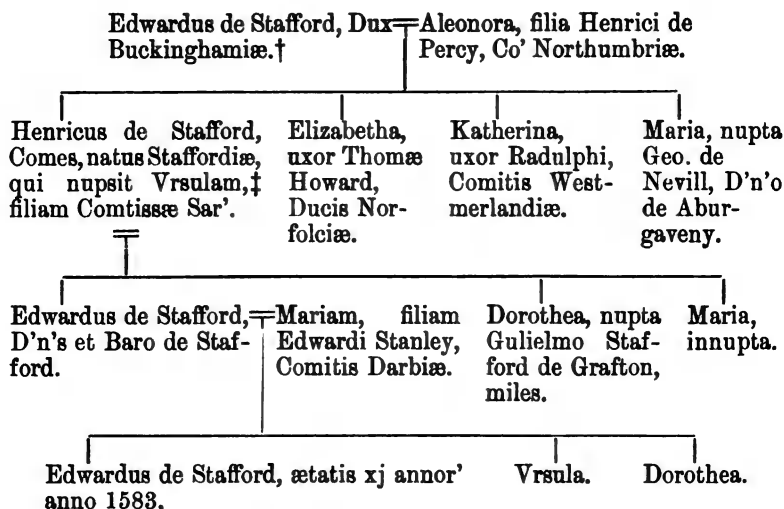 Edwardus de Stafford, Dux
Buckinghamiæ.†
Aleonora, filia Henrici de
Percy, Co' Northumbriæ.
Henricus de Stafford,
Comes, natus Staffordiæ,
qui nupsit Vrsulam,‡
filiam Comtissæ Sar'.
Elizabetha,
uxor Thomæ
Howard,
Ducis Nor-
folciæ.
Katherina,
uxor Radulphi,
Comitis West-
merlandiæ.
Maria, nupta
Geo. de
Nevill, D'n'o
de Abur-
gaveny.
Edwardus de Stafford,
D'n's et Baro de Staf-
ford.
Mariam, filiam
Edwardi Stanley,
Comitis Darbiæ.
Dorothea, nupta
Gulielmo Staf-
ford de Grafton,
miles.
Maria,
innupta.
Edwardus de Stafford, ætatis xj annor'
anno 1583.
Vrsula.
Dorothea.